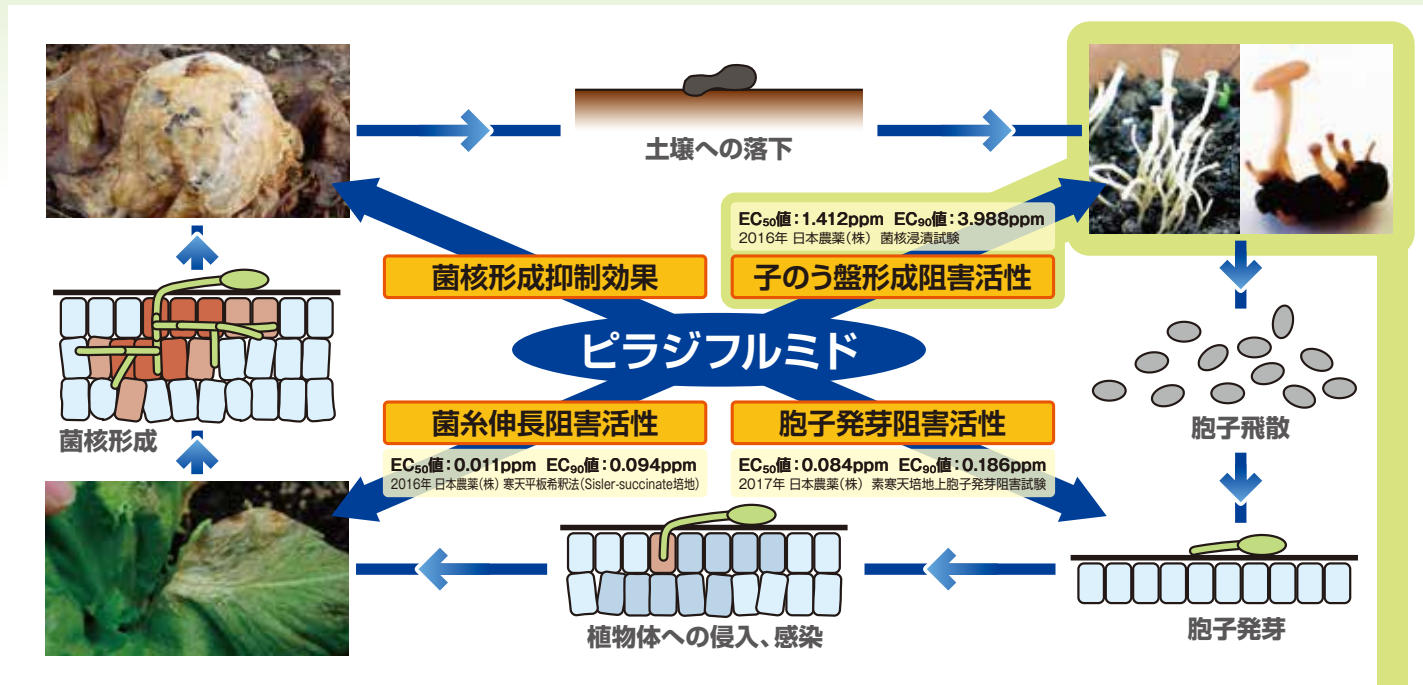 土壌への落下
EC50値:1.412ppm EC90値:3.988ppm
2016年 日本農薬(株) 菌核浸漬試験
菌核形成抑制効果
子のう盤形成阻害活性
ピラジフルミド
菌糸伸長阻害活性
EC50値:0.011ppm EC90値:0.094ppm
2016年 日本農薬(株) 寒天平板希釈法(Sisler-succinate培地)
胞子発芽阻害活性
EC50値:0.084ppm EC90値:0.186ppm
2017年 日本農薬(株) 素寒天培地上胞子発芽阻害試験
胞子飛散
菌核形成
植物体への侵入、感染
胞子発芽